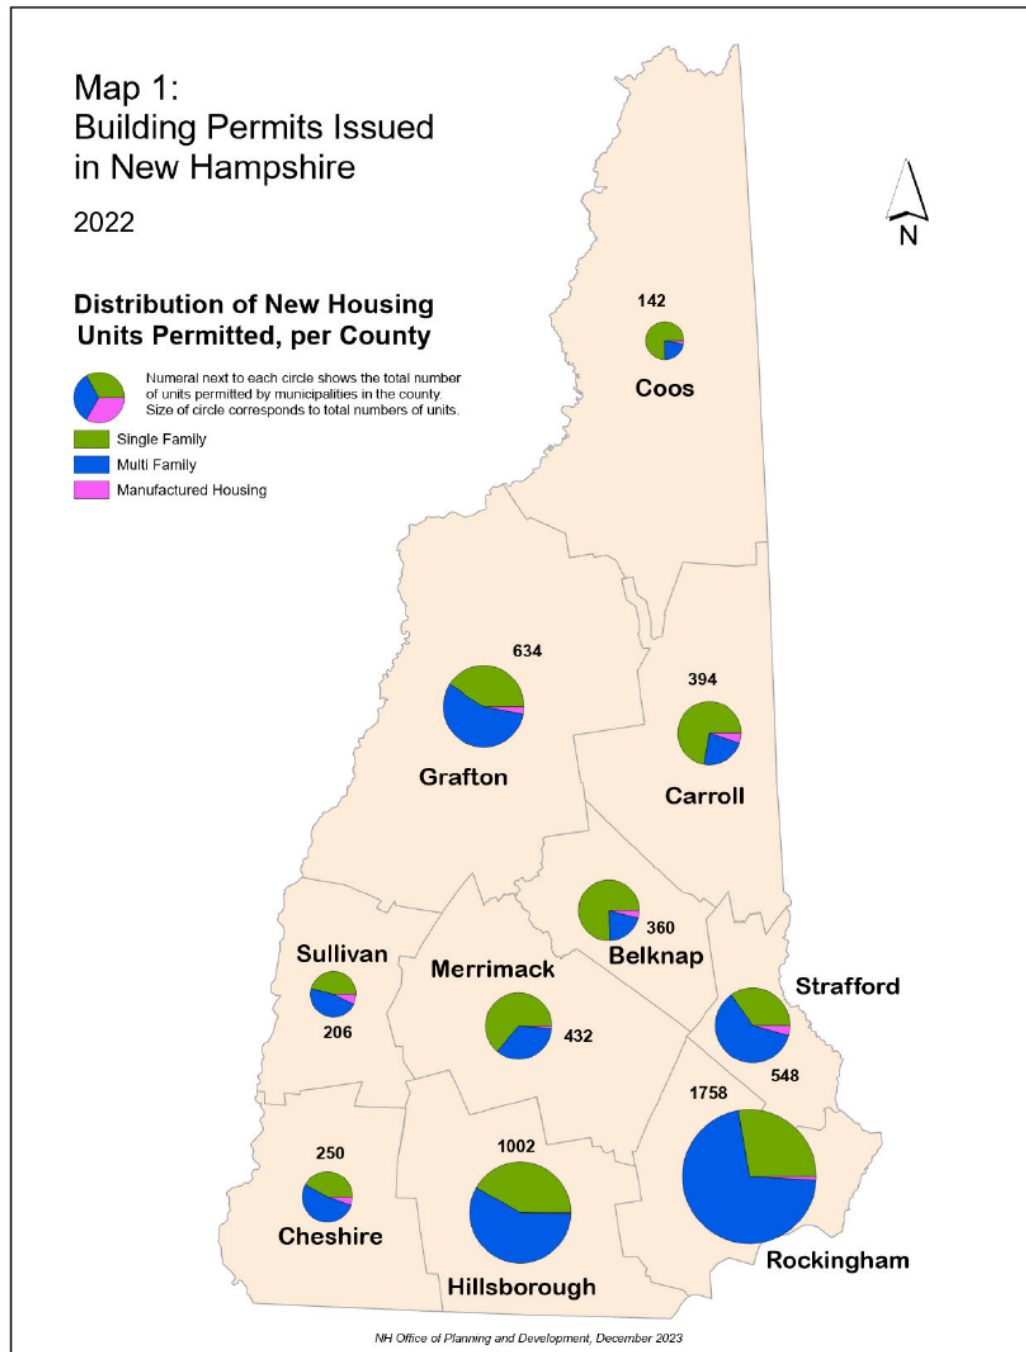 Map 1:
Building Permits Issued
in New Hampshire
2022
N
Distribution of New Housing
Units Permitted, per County
Numeral next to each circle shows the total number
of units permitted by municipalities in the county.
Size of circle corresponds to total numbers of units.
Single Family
Multi Family
Manufactured Housing
142
Coos
634
Grafton
394
Carroll
360
Belknap
Sullivan
206
Merrimack
432
Strafford
548
1758
Rockingham
250
Cheshire
1002
Hillsborough
NH Office of Planning and Development, December 2023